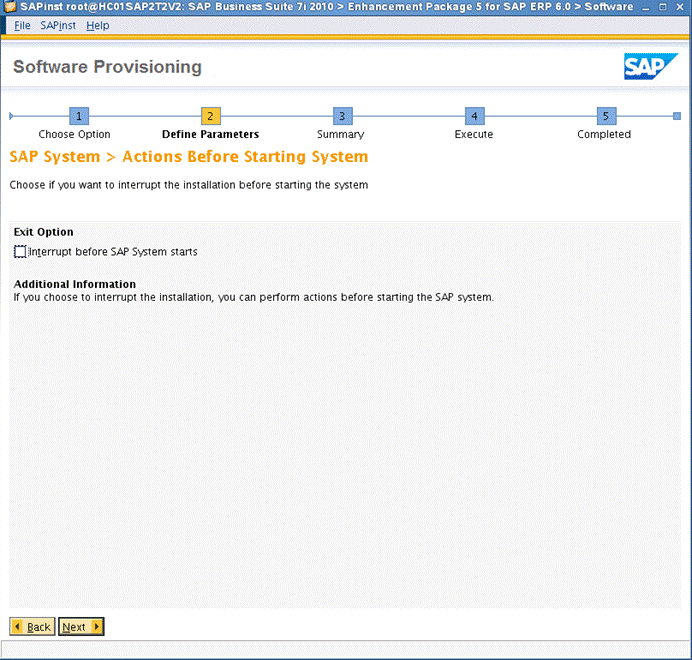 SAPinst root@HC01SAP2T2V2: SAP Business Suite 7i 2010 > Enhancement Package 5 for SAP ERP 6.0 > Software
File SAPinst Help
Software Provisioning
SAP
1 2 3 4 5
Choose Option Define Parameters Summary Execute Completed
SAP System > Actions Before Starting System
Choose if you want to interrupt the installation before starting the system
Exit Option
Interrupt before SAP System starts
Additional Information
If you choose to interrupt the installation, you can perform actions before starting the SAP system.
Back Next